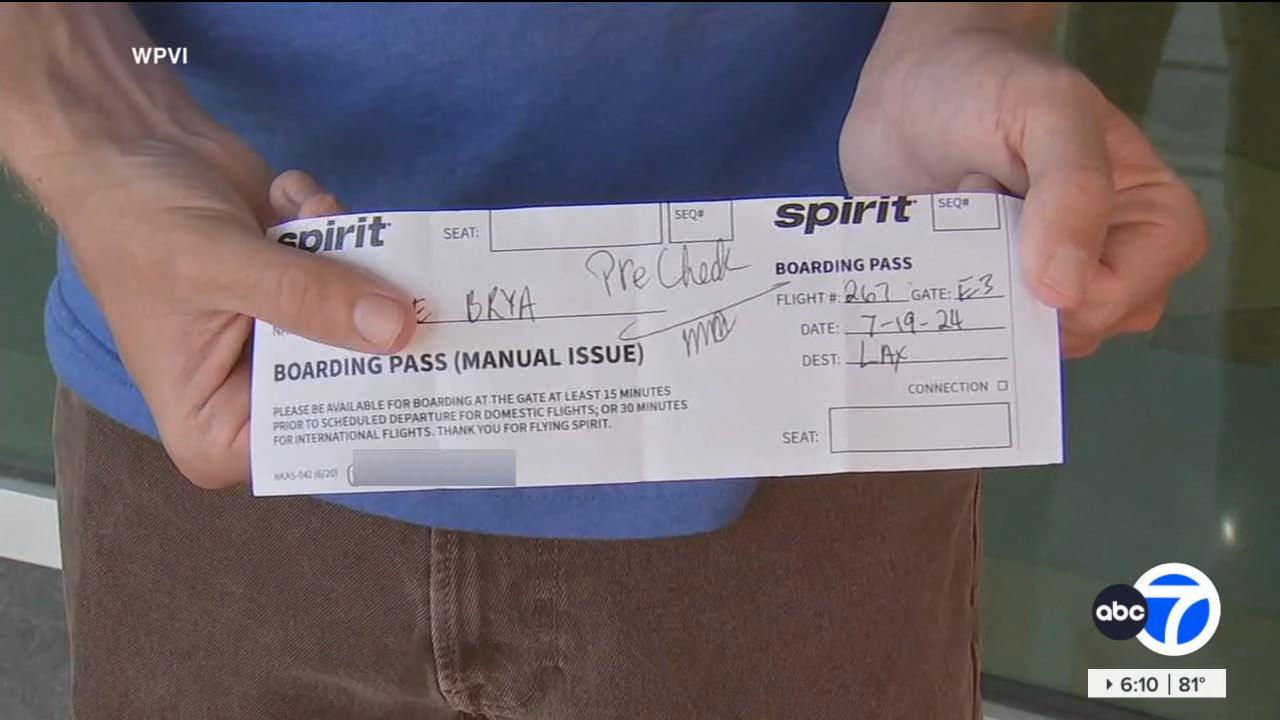 WPVI
spirit
SEAT:
SEQ#
PreCheck
E BRYA
BOARDING PASS (MANUAL ISSUE)
PLEASE BE AVAILABLE FOR BOARDING AT THE GATE AT LEAST 15 MINUTES
PRIOR TO SCHEDULED DEPARTURE FOR DOMESTIC FLIGHTS; OR 30 MINUTES
FOR INTERNATIONAL FLIGHTS. THANK YOU FOR FLYING SPIRIT.
(6/20)
spirit
SEQ#
BOARDING PASS
FLIGHT #: 267 GATE: E3
DATE: 7-19-24
DEST: LAX
CONNECTION
SEAT:
abc 7
6:10 | 81°